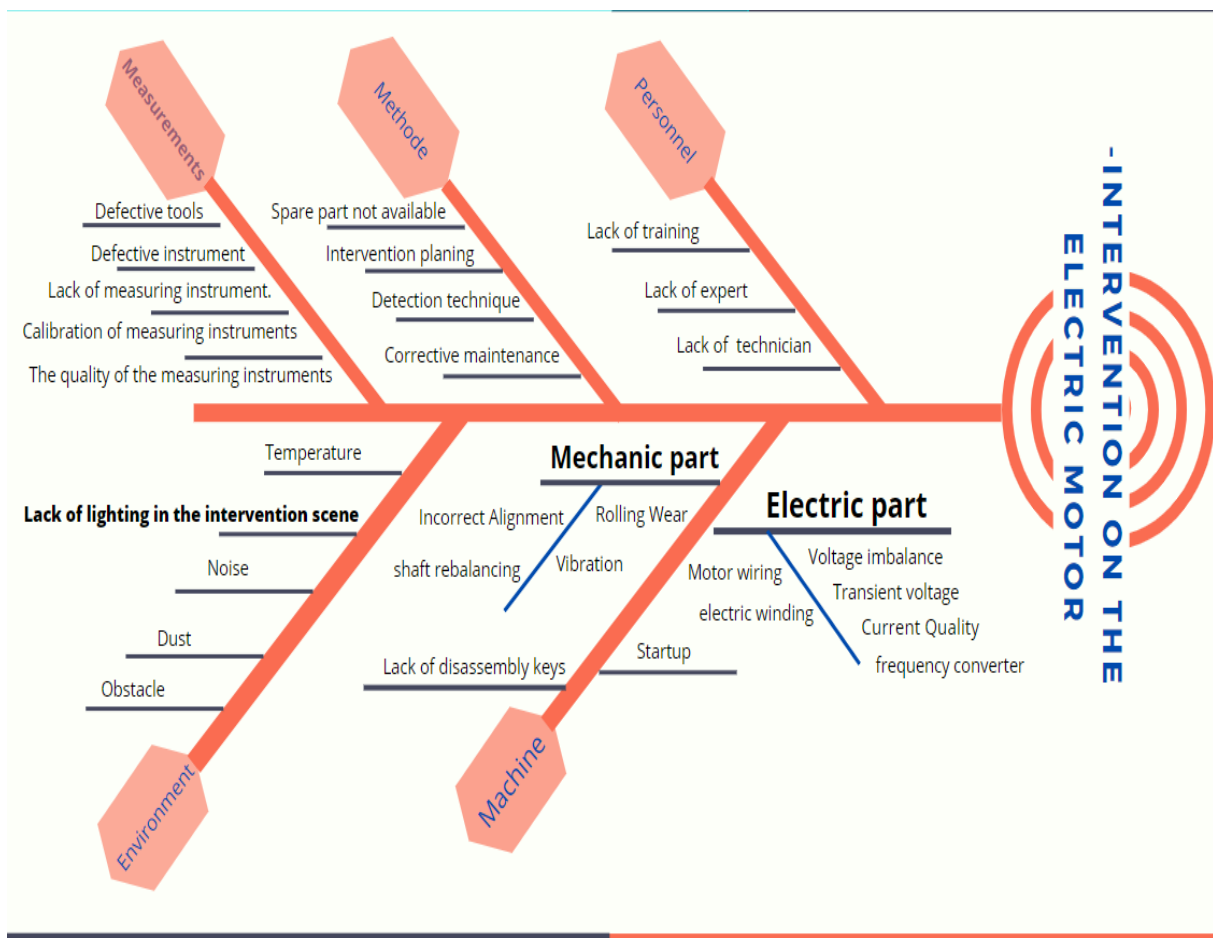 Measurements
Methode
Personnel
Defective tools
Defective instrument
Lack of measuring instrument.
Calibration of measuring instruments
The quality of the measuring instruments
Spare part not available
Intervention planing
Detection technique
Corrective maintenance
Lack of training
Lack of expert
Lack of technician
-INTERVENTION ON THE
ELECTRIC MOTOR
Temperature
Lack of lighting in the intervention scene
Noise
Dust
Obstacle
Environment
Mechanic part
Incorrect Alignment
Rolling Wear
shaft rebalancing
Vibration
Electric part
Motor wiring
electric winding
Voltage imbalance
Transient voltage
Current Quality
frequency converter
Lack of disassembly keys
Startup
Machine